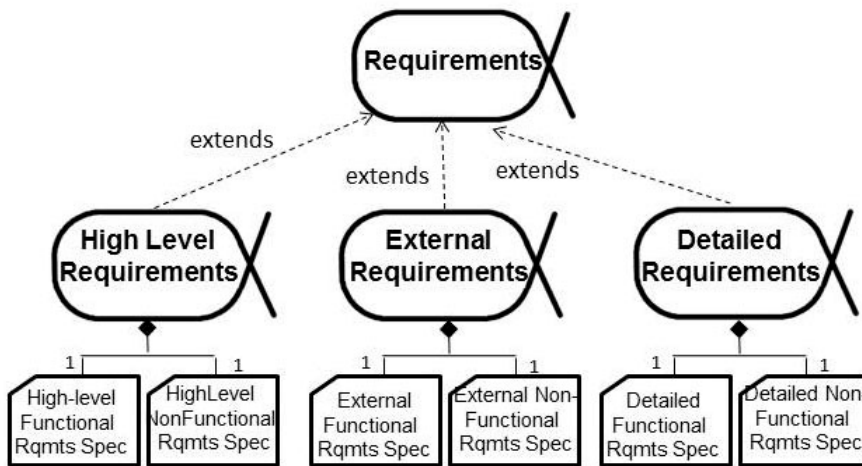 Requirements
extends
extends
extends
High Level
Requirements
External
Requirements
Detailed
Requirements
1
1
1
1
1
1
High-level
Functional
Rqmts Spec
HighLevel
NonFunctional
Rqmts Spec
External
Functional
Rqmts Spec
External Non-
Functional
Rqmts Spec
Detailed
Functional
Rqmts Spec
Detailed Non-
Functional
Rqmts Spec